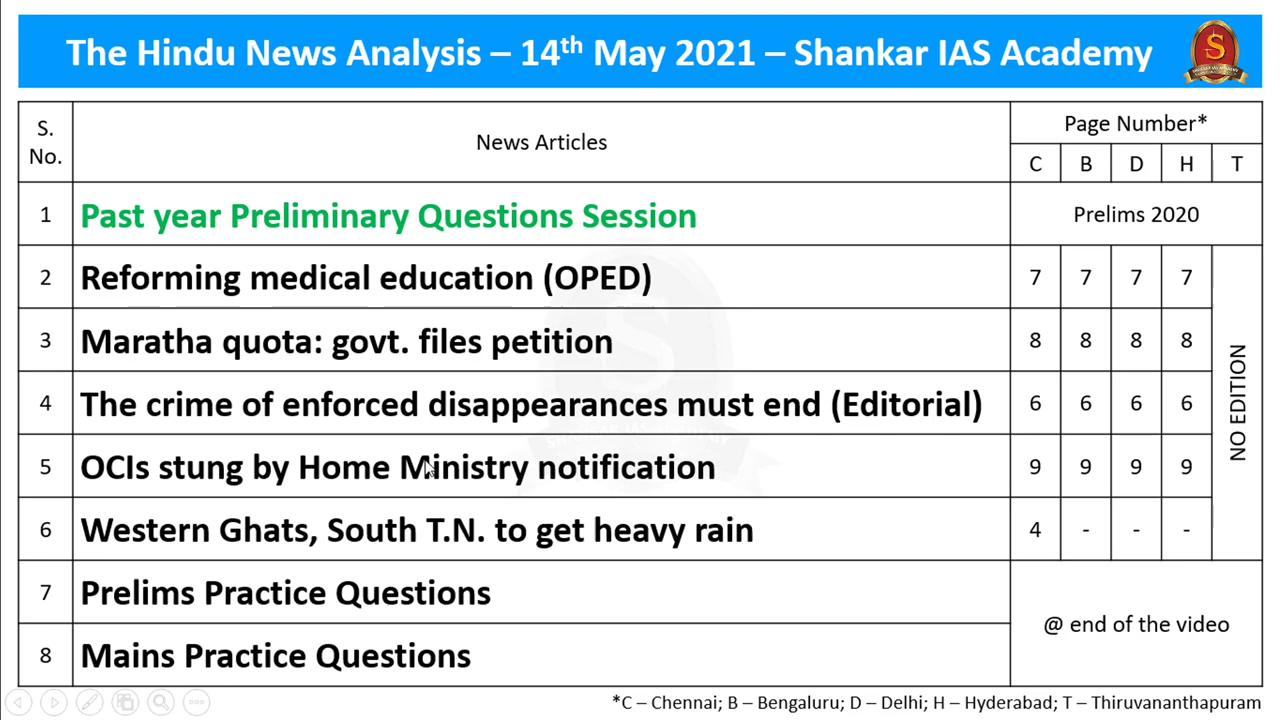 The Hindu News Analysis – 14th May 2021 – Shankar IAS Academy
S. No. News Articles Page Number*
C B D H T
1 Past year Preliminary Questions Session Prelims 2020
2 Reforming medical education (OPED) 7 7 7 7
3 Maratha quota: govt. files petition 8 8 8 8
4 The crime of enforced disappearances must end (Editorial) 6 6 6 6
5 OCIs stung by Home Ministry notification 9 9 9 9
6 Western Ghats, South T.N. to get heavy rain 4 - - -
NO EDITION
7 Prelims Practice Questions
8 Mains Practice Questions
@ end of the video
*C – Chennai; B – Bengaluru; D – Delhi; H – Hyderabad; T – Thiruvananthapuram
SHANKAR IAS ACADEMY